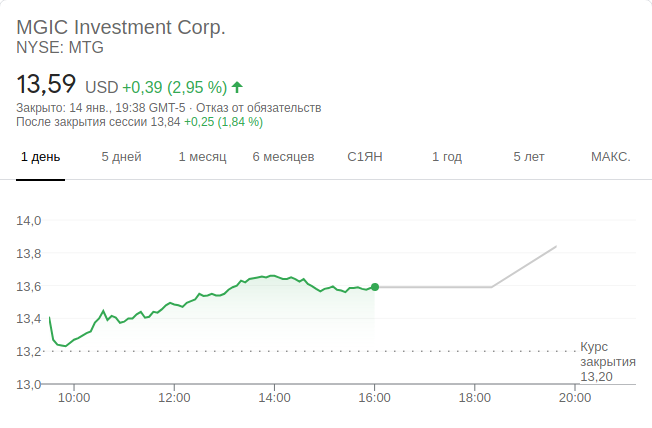 MGIC Investment Corp.
NYSE: MTG
13,59 USD +0,39 (2,95 %)
Закрыто: 14 янв., 19:38 GMT-5 · Отказ от обязательств
После закрытия сессии 13,84 +0,25 (1,84 %)
1 день 5 дней 1 месяц 6 месяцев С1ЯН 1 год 5 лет МАКС.
14,0
13,8
13,6
13,4
13,2
Курс
закрытия
13,20
13,0
10:00 12:00 14:00 16:00 18:00 20:00